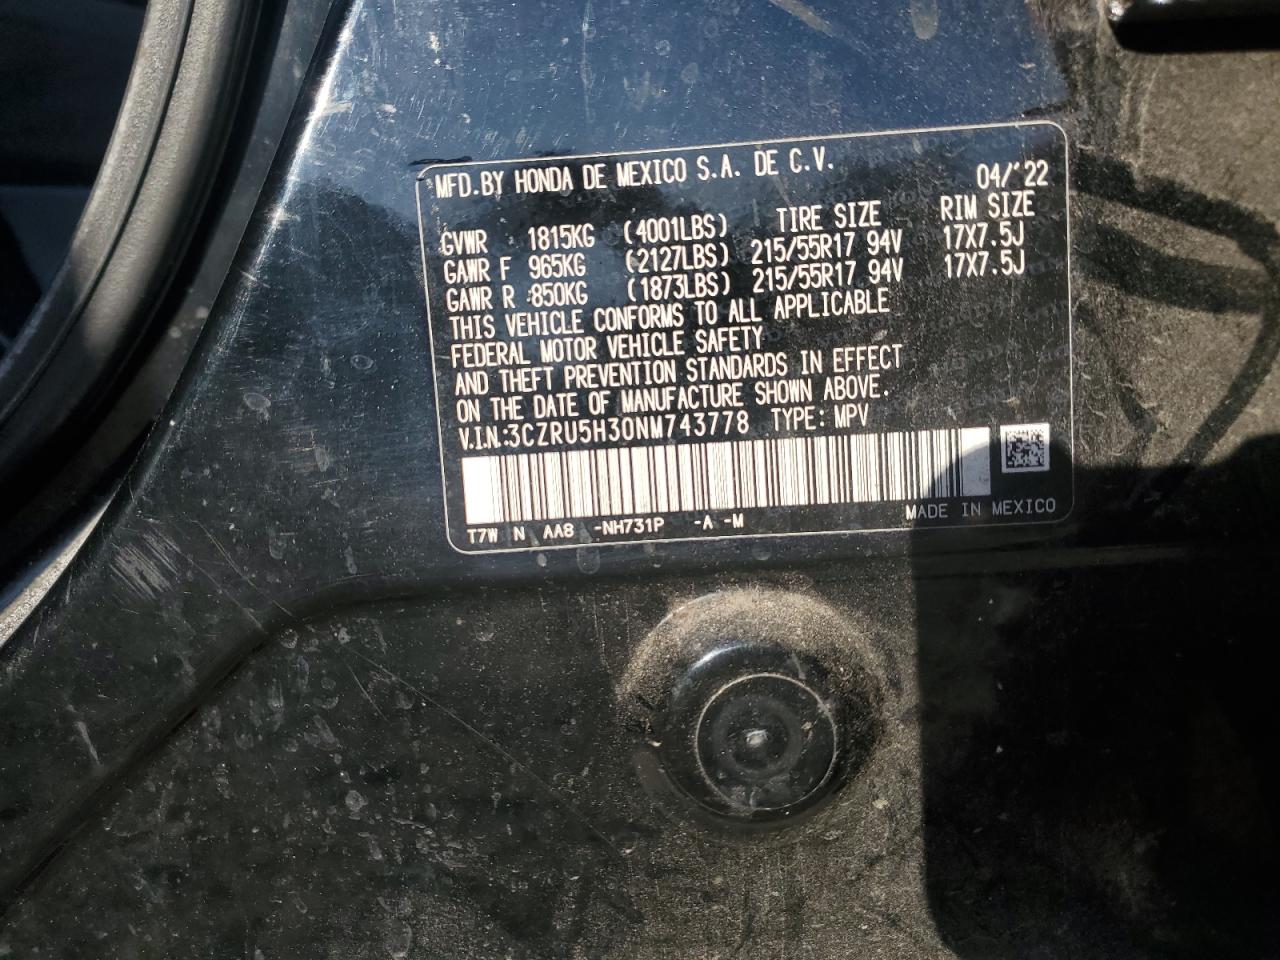 MFD.BY HONDA DE MEXICO S.A. DE C.V. 04/'22
GVWR 1815KG (4001LBS) TIRE SIZE RIM SIZE
GAWR F 965KG (2127LBS) 215/55R17 94V 17X7.5J
GAWR R 850KG (1873LBS) 215/55R17 94V 17X7.5J
THIS VEHICLE CONFORMS TO ALL APPLICABLE
FEDERAL MOTOR VEHICLE SAFETY
AND THEFT PREVENTION STANDARDS IN EFFECT
ON THE DATE OF MANUFACTURE SHOWN ABOVE.
V.I.N:3CZRU5H30NM743778 TYPE: MPV
T7W N AA8 -NH731P -A -M MADE IN MEXICO